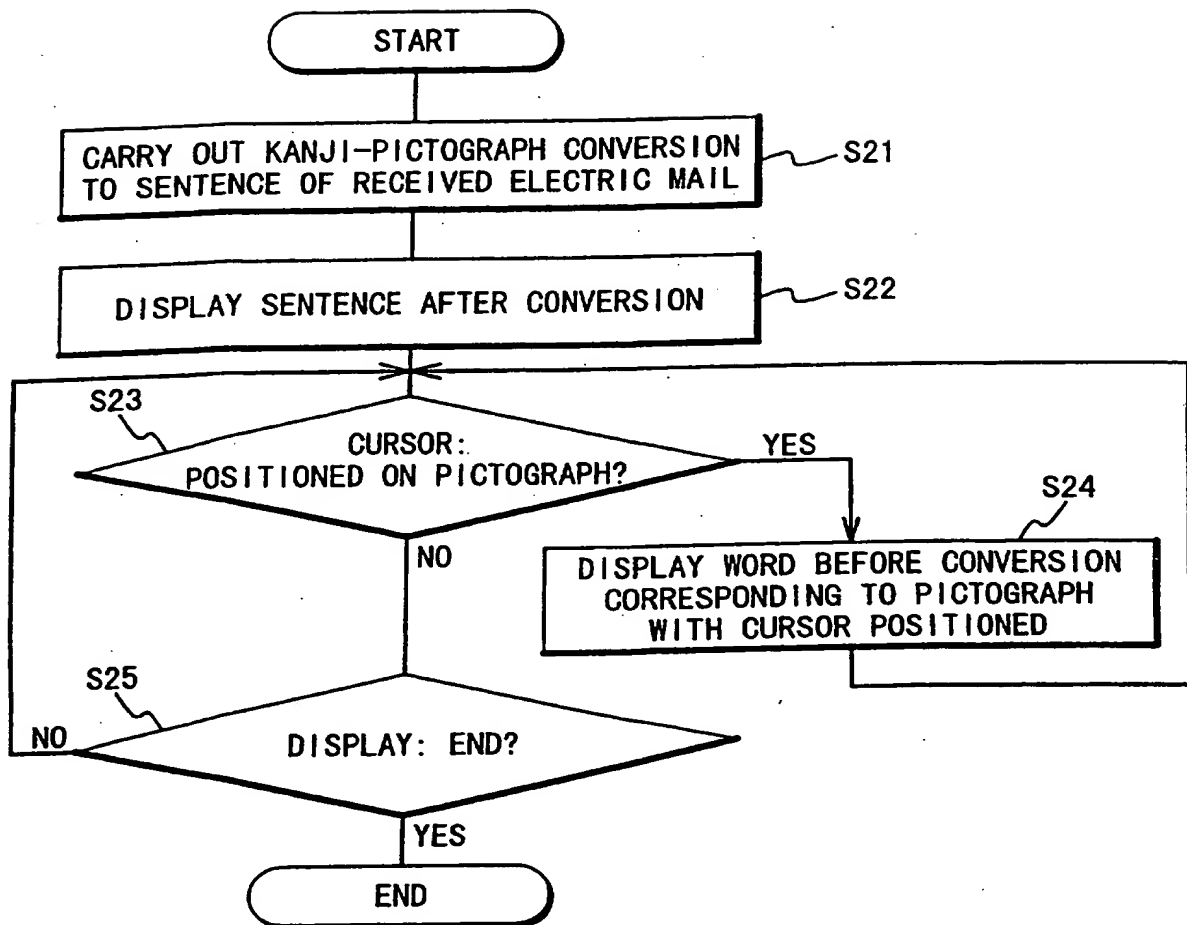 START
CARRY OUT KANJI-PICTOGRAPH CONVERSION
TO SENTENCE OF RECEIVED ELECTRIC MAIL
S21
DISPLAY SENTENCE AFTER CONVERSION
S22
S23
CURSOR:
POSITIONED ON PICTOGRAPH?
YES
NO
S24
DISPLAY WORD BEFORE CONVERSION
CORRESPONDING TO PICTOGRAPH
WITH CURSOR POSITIONED
S25
NO
DISPLAY: END?
YES
END